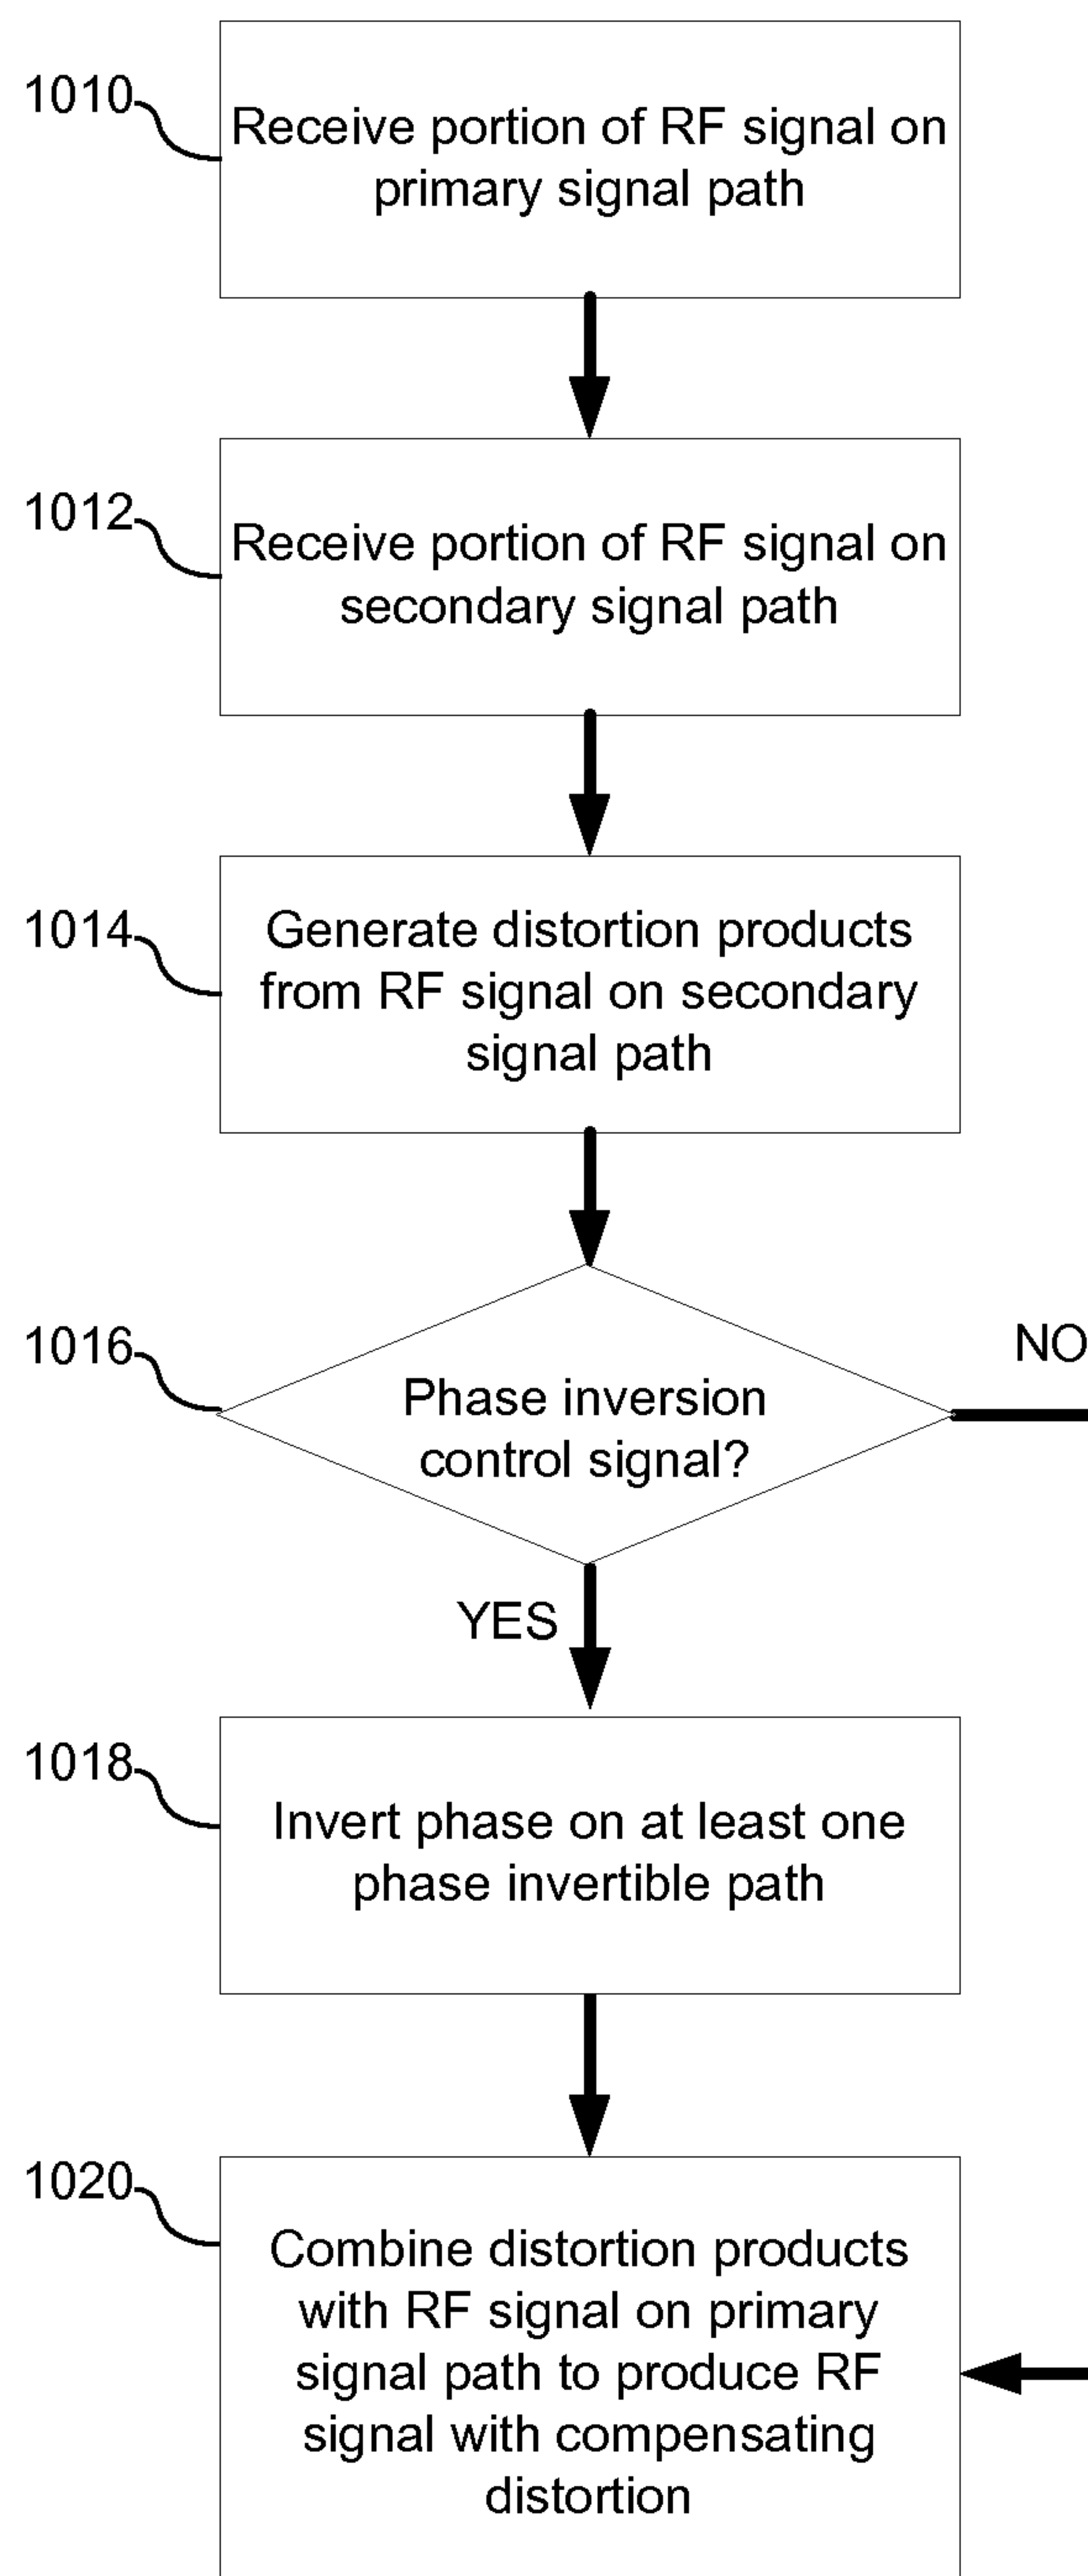 1010
Receive portion of RF signal on
primary signal path
1012
Receive portion of RF signal on
secondary signal path
1014
Generate distortion products
from RF signal on secondary
signal path
1016
Phase inversion
control signal?
NO
YES
1018
Invert phase on at least one
phase invertible path
1020
Combine distortion products
with RF signal on primary
signal path to produce RF
signal with compensating
distortion